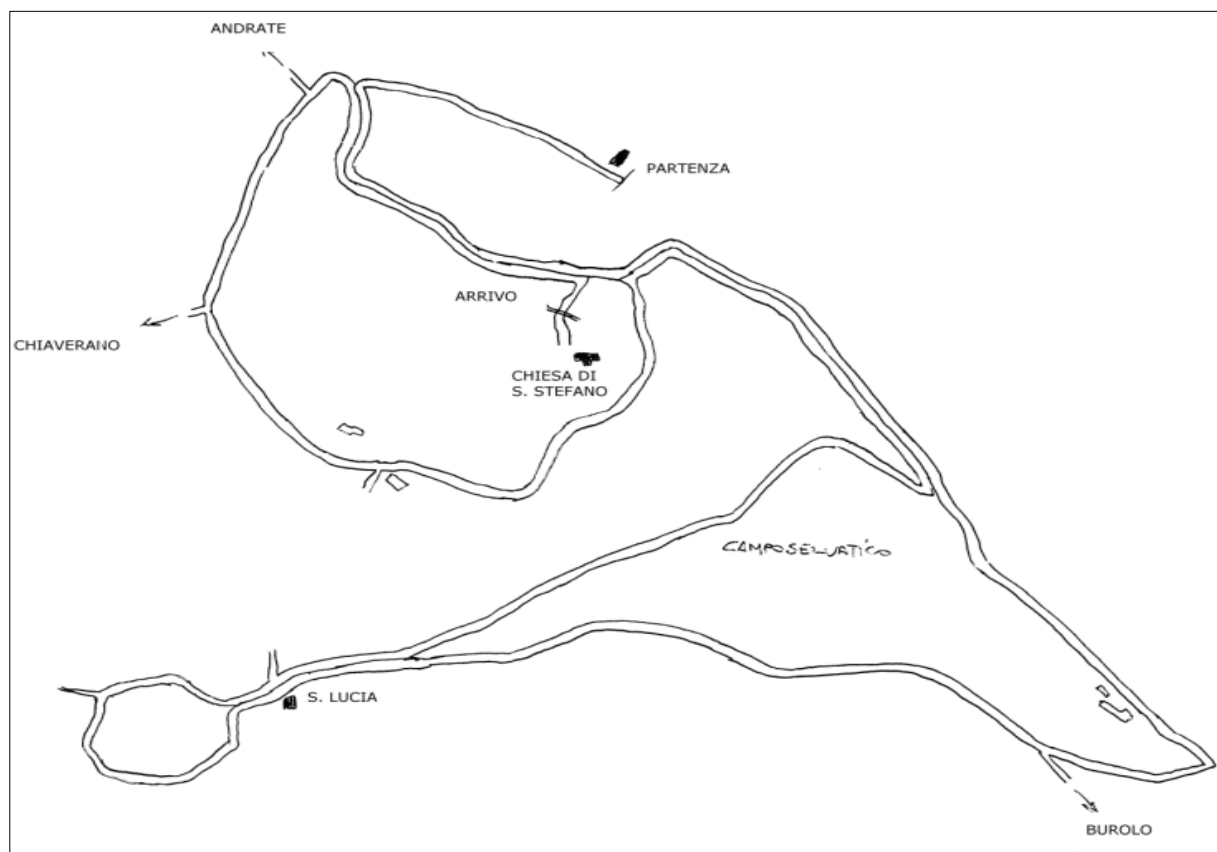 ANDRATE
PARTENZA
ARRIVO
CHIAVERANO
CHIESA DI
S. STEFANO
CAMPOSELVATICO
S. LUCIA
BUROLO